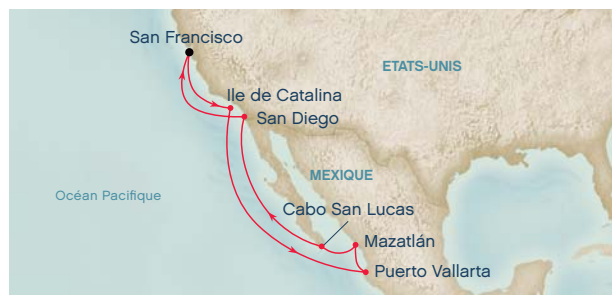 San Francisco
ETATS-UNIS
Ile de Catalina
San Diego
MEXIQUE
Océan Pacifique
Cabo San Lucas
Mazatlán
Puerto Vallarta